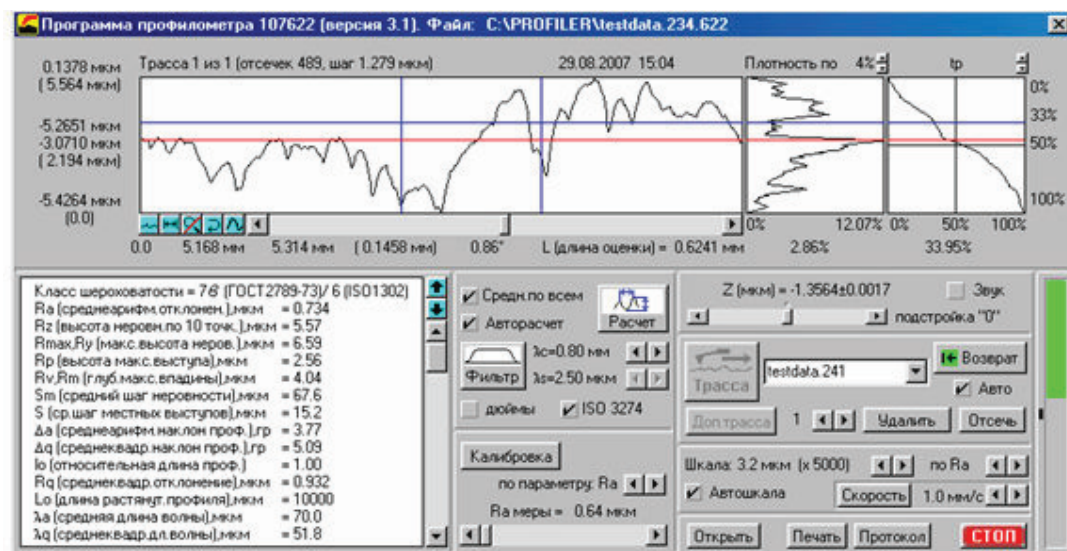 Программа профилометра 107622 (версия 3.1). Файл: C:\PROFILER\testdata.234.622
0.1378 мкм Трасса 1 из 1 (отсечек 489, шаг 1.279 мкм) 29.08.2007 15:04 Плотность по 4% tp
( 5.564 мкм) 0%
33%
-5.2651 мкм
-3.0710 мкм 50%
( 2.194 мкм)
-5.4264 мкм 100%
(0.0) 0% 12.07% 0% 50% 100%
0.0 5.168 мм 5.314 мм ( 0.1458 мм) 0.86° L (длина оценки) = 0.6241 мм 2.86% 33.95%
Класс шероховатости = 7б (ГОСТ2789-73)/ 6 (ISO1302)
Ra (среднеарифм.отклонен.),мкм = 0.734
Rz (высота неровн.по 10 точк.),мкм = 5.57
Rmax,Ry (макс.высота неров.),мкм = 6.59
Rp (высота макс.выступа),мкм = 2.56
Rv,Rm (глуб.макс.впадины),мкм = 4.04
Sm (средний шаг неровности),мкм = 67.6
S (ср.шаг местных выступов),мкм = 15.2
Δa (среднеарифм.наклон проф.),гр = 3.77
Δq (среднеквадр.наклон проф.),гр = 5.09
lo (относительная длина проф.) = 1.00
Rq (среднеквадр.отклонение),мкм = 0.932
Lo (длина растянут.профиля),мкм = 10000
λa (средняя длина волны),мкм = 70.0
λq (среднеквадр.дл.волны),мкм = 51.8
Средн.по всем
Авторасчет Расчет
Фильтр λc=0.80 мм
λs=2.50 мкм
дюймы ISO 3274
Калибровка
по параметру: Ra
Ra меры = 0.64 мкм
Z (мкм) = -1.3564±0.0017 Звук
подстройка "0"
Трасса testdata.241 Возврат
Авто
Доп трасса 1 Удалить Отсечь
Шкала: 3.2 мкм (x 5000) по Ra
Автошкала Скорость 1.0 мм/с
Открыть Печать Протокол СТОП